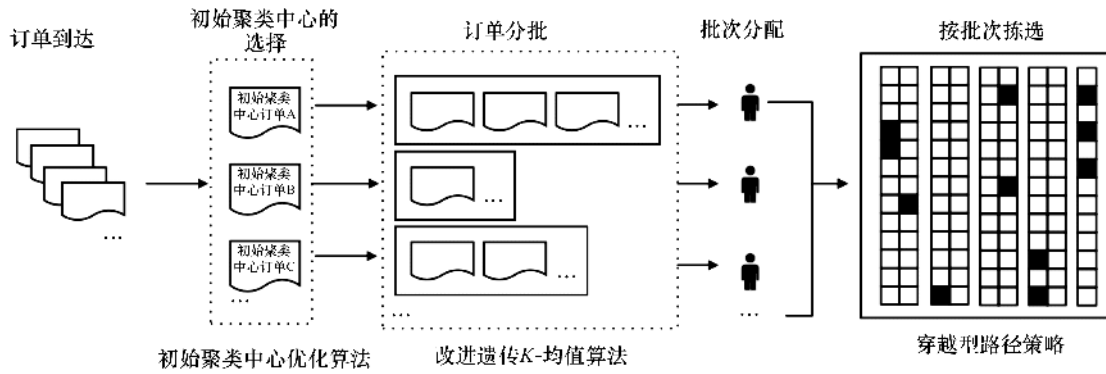 订单到达
初始聚类中心的
选择
订单分批
批次分配
按批次拣选
初始聚类
中心订单A
初始聚类
中心订单B
初始聚类
中心订单C
…
…
…
…
…
…
…
…
初始聚类中心优化算法
改进遗传K-均值算法
穿越型路径策略